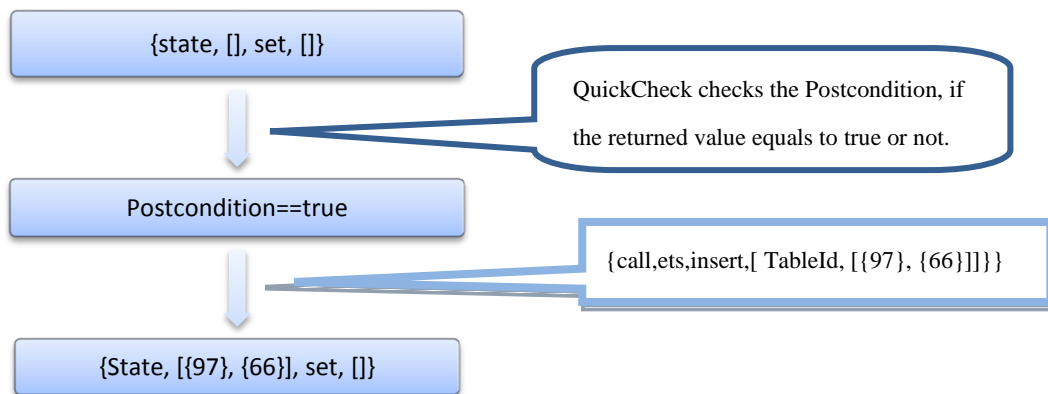 {state, [], set, []}
QuickCheck checks the Postcondition, if
the returned value equals to true or not.
Postcondition==true
{call,ets,insert,[ TableId, [{97}, {66}]]}}
{State, [{97}, {66}], set, []}